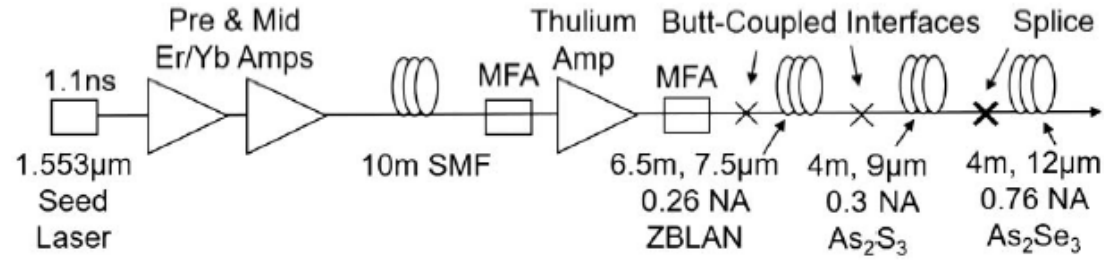 Pre & Mid
Er/Yb Amps
Thulium
Amp
Butt-Coupled Interfaces
Splice
1.1ns
MFA
MFA
1.553µm
Seed
Laser
10m SMF
6.5m, 7.5µm
0.26 NA
ZBLAN
4m, 9µm
0.3 NA
As₂S₃
4m, 12µm
0.76 NA
As₂Se₃